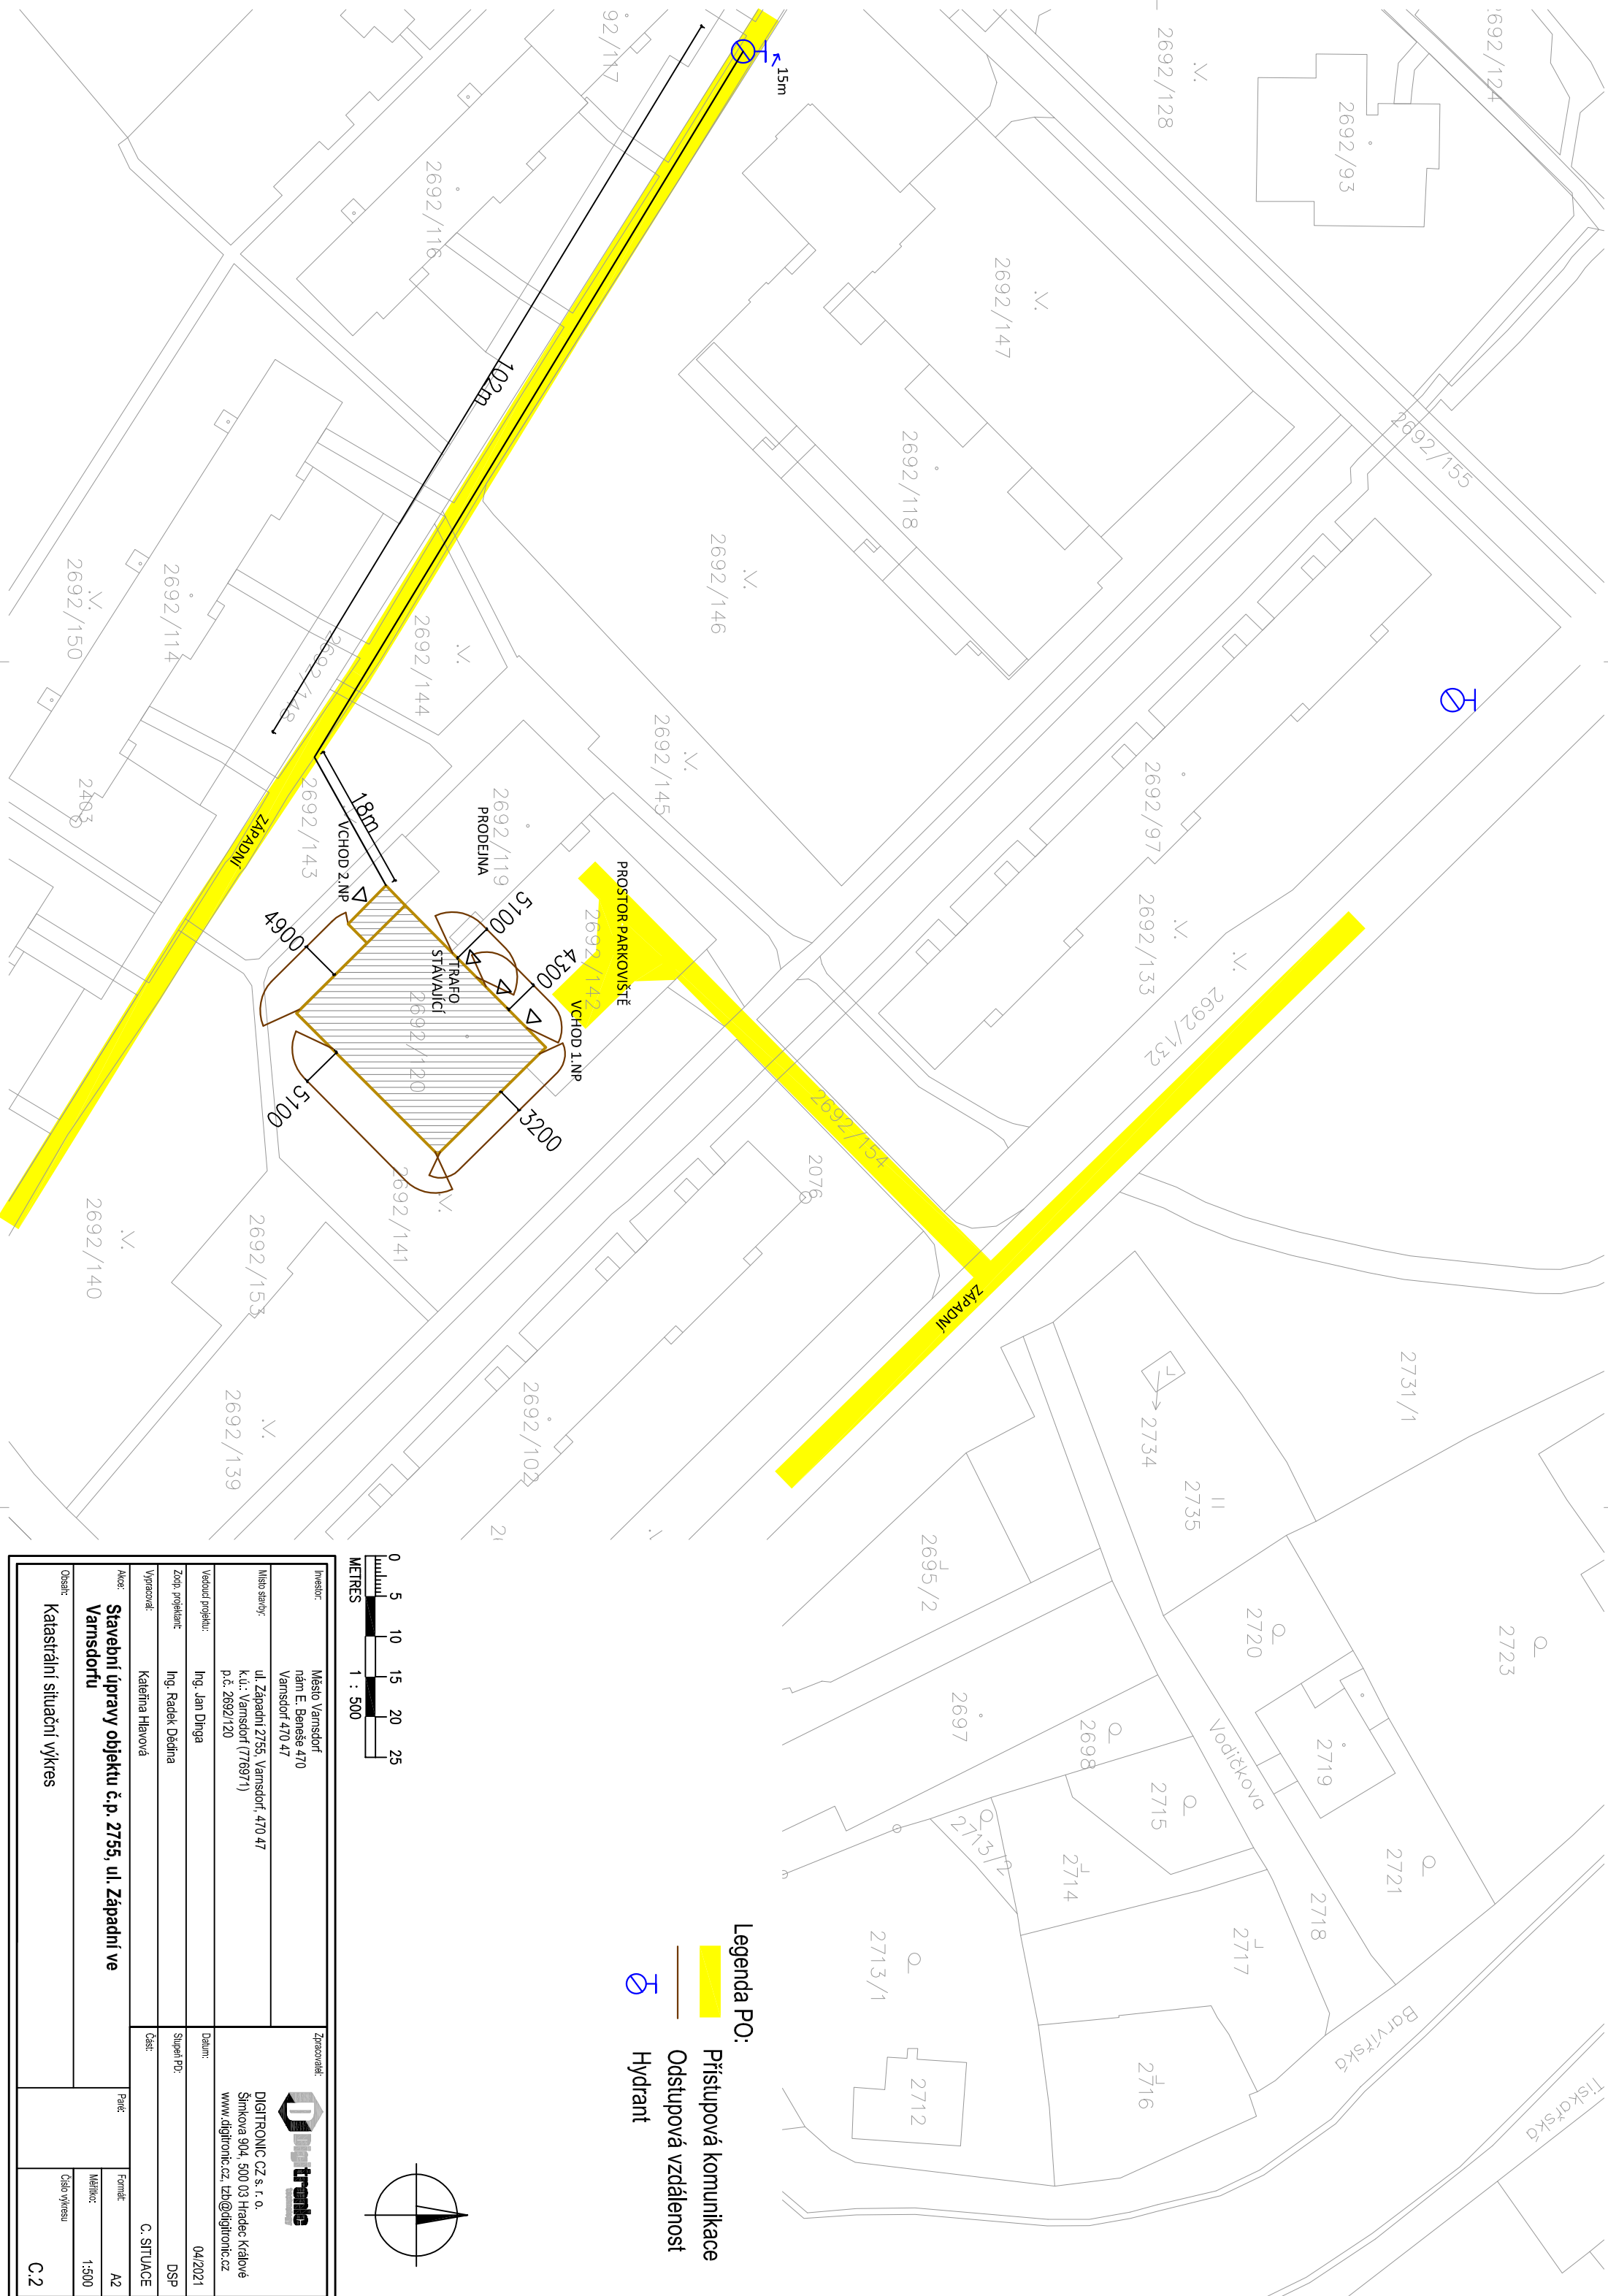 2692/117
15m
2692/128
2692/124
2692/93
2692/116
2692/147
102m
2692/118
2692/155
2692/150
2692/114
2692/148
2692/144
2692/146
2692/145
2692/97
2403
ZÁPADNÍ
2692/143
18m
VCHOD 2.NP
2692/119
PRODEJNA
PROSTOR PARKOVIŠTĚ
2692/142
2692/133
2692/132
4900
5100
4300
TRAFO
STÁVAJÍCÍ
VCHOD 1.NP
2692/120
5100
3200
2692/154
2076
2692/141
2692/140
2692/153
2692/139
2692/102
ZÁPADNÍ
2731/1
2734
2735
2695/2
2720
2723
2697
2698
Vodičkova
2719
2715
2713/2
2714
2721
2718
2717
2713/1
2716
2712
Barvířská
Tiskařská
Legenda PO:
Přístupová komunikace
Odstupová vzdálenost
Hydrant
0 5 10 15 20 25
METRES
1 : 500
Investor:
Město Varnsdorf
nám E. Beneše 470
Varnsdorf 470 47
Místo stavby:
ul. Západní 2755, Varnsdorf, 470 47
k.ú.: Varnsdorf (776971)
p.č. 2692/120
Vedoucí projektu:
Ing. Jan Dinga
Zodp. projektant:
Ing. Radek Dědina
Vypracoval:
Kateřina Hlavová
Akce:
Stavební úpravy objektu č.p. 2755, ul. Západní ve
Varnsdorfu
Obsah:
Katastrální situační výkres
Zpracovatel:
Digitronic
technology
DIGITRONIC CZ s. r. o.
Šimkova 904, 500 03 Hradec Králové
www.digitronic.cz, tzb@digitronic.cz
Datum:
04/2021
Stupeň PD:
DSP
Část:
C. SITUACE
Paré:
Formát:
A2
Měřítko:
1:500
Číslo výkresu
C.2